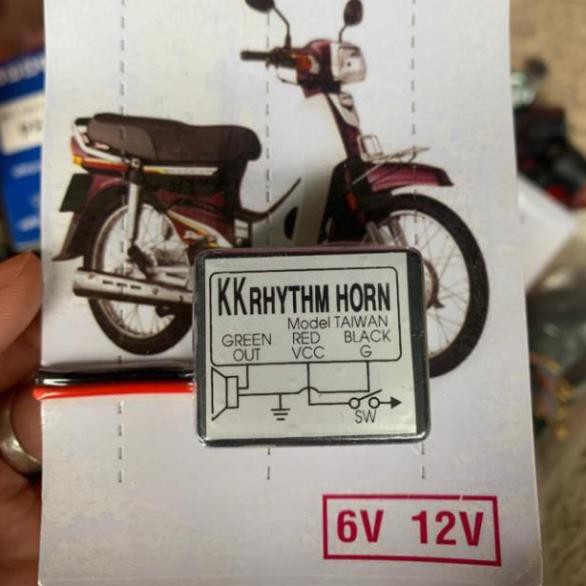 KK RHYTHM HORN
Model TAIWAN
GREEN RED BLACK
OUT VCC G
SW
6V 12V